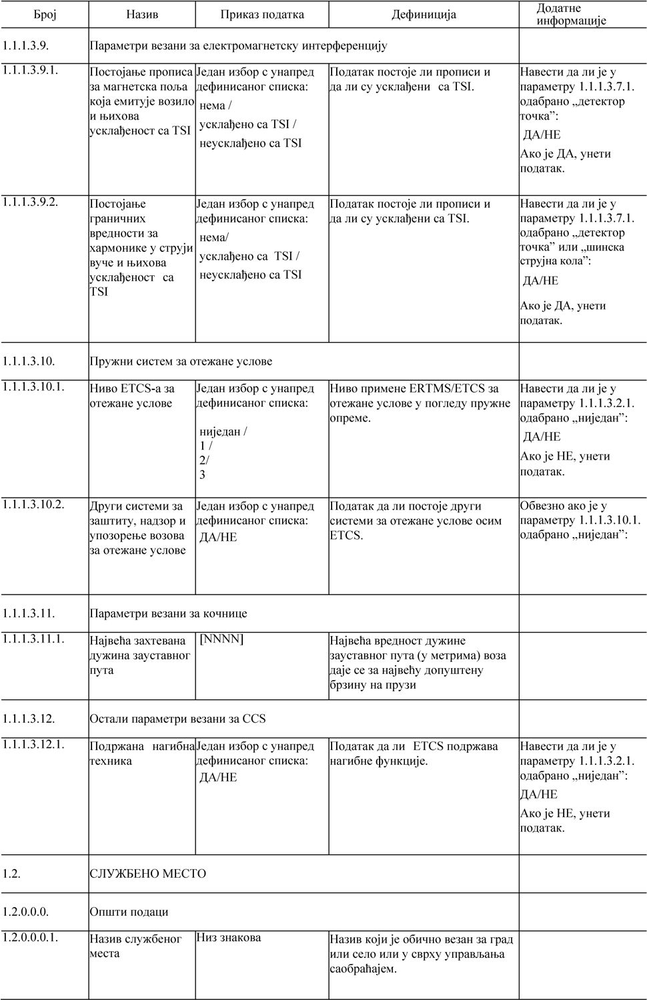 Број
Назив
Приказ податка
Дефиниција
Додатне
информације
1.1.1.3.9.
Параметри везани за електромагнетску интерференцију
1.1.1.3.9.1.
Постојање прописа
за магнетска поља
која емитује возило
и њихова
усклађеност са TSI
Један избор с унапред
дефинисаног списка:
нема /
усклађено са TSI /
неусклађено са TSI
Податак постоје ли прописи и
да ли су усклађени са TSI.
Навести да ли је у
параметру 1.1.1.3.7.1.
одабрано „детектор
точка”:
ДА/НЕ
Ако је ДА, унети
податак.
1.1.1.3.9.2.
Постојање
граничних
вредности за
хармонике у струји
вуче и њихова
усклађеност са
TSI
Један избор с унапред
дефинисаног списка:
нема/
усклађено са TSI /
неусклађено са TSI
Податак постоје ли прописи и
да ли су усклађени са TSI.
Навести да ли је у
параметру 1.1.1.3.7.1.
одабрано „детектор
точка” или „шинска
струјна кола”:
ДА/НЕ
Ако је ДА, унети
податак.
1.1.1.3.10.
Пружни систем за отежане услове
1.1.1.3.10.1.
Ниво ETCS-а за
отежане услове
Један избор с унапред
дефинисаног списка:
ниједан /
1 /
2/
3
Ниво примене ERTMS/ETCS за
отежане услове у погледу пружне
опреме.
Навести да ли је у
параметру 1.1.1.3.2.1.
одабрано „ниједан”:
ДА/НЕ
Ако је НЕ, унети
податак.
1.1.1.3.10.2.
Други системи за
заштиту, надзор и
упозорење возова
за отежане услове
Један избор с унапред
дефинисаног списка:
ДА/НЕ
Податак да ли постоје други
системи за отежане услове осим
ETCS.
Обвезно ако је у
параметру 1.1.1.3.10.1.
одабрано „ниједан”:
1.1.1.3.11.
Параметри везани за кочнице
1.1.1.3.11.1.
Највећа захтевана
дужина зауставног
пута
[NNNN]
Највећа вредност дужине
зауставног пута (у метрима) воза
даје се за највећу допуштену
брзину на прузи
1.1.1.3.12.
Остали параметри везани за CCS
1.1.1.3.12.1.
Подржана нагибна
техника
Један избор с унапред
дефинисаног списка:
ДА/НЕ
Податак да ли ETCS подржава
нагибне функције.
Навести да ли је у
параметру 1.1.1.3.2.1.
одабрано „ниједан”:
ДА/НЕ
Ако је НЕ, унети
податак.
1.2.
СЛУЖБЕНО МЕСТО
1.2.0.0.0.
Општи подаци
1.2.0.0.0.1.
Назив службеног
места
Низ знакова
Назив који је обично везан за град
или село или у сврху управљања
саобраћајем.